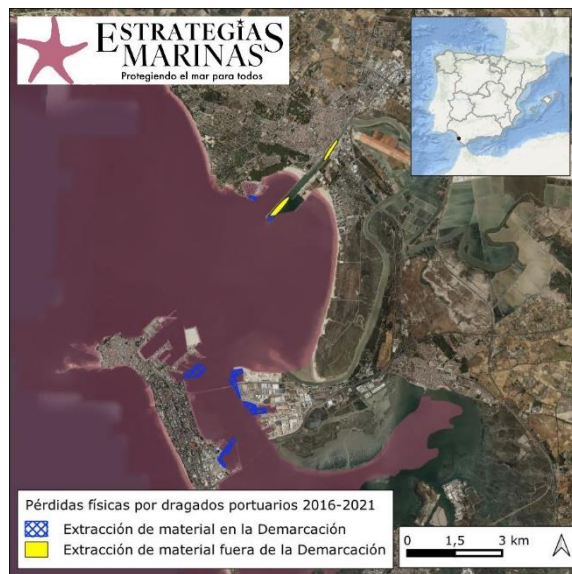 ESTRATEGIAS
MARINAS
Protegiendo el mar para todos
Pérdidas físicas por dragados portuarios 2016-2021
Extracción de material en la Demarcación
Extracción de material fuera de la Demarcación
0 1,5 3 km